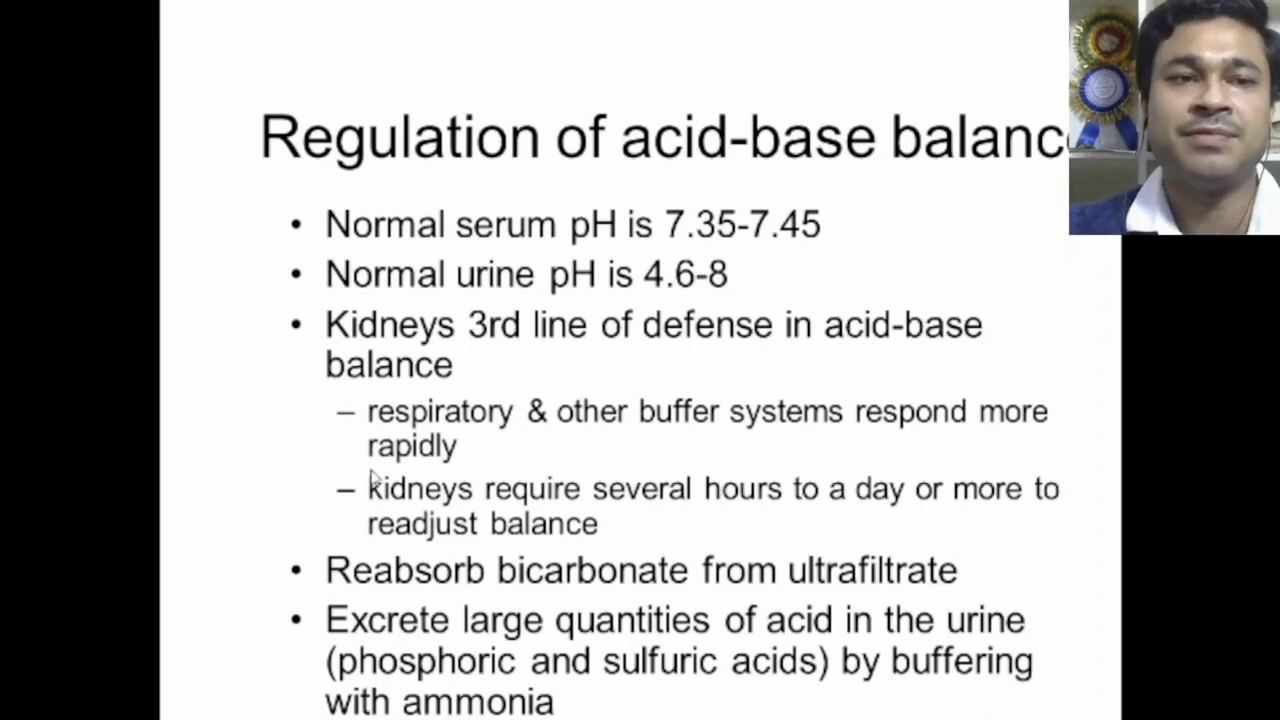 Regulation of acid-base balanc
• Normal serum pH is 7.35-7.45
• Normal urine pH is 4.6-8
• Kidneys 3rd line of defense in acid-base
balance
– respiratory & other buffer systems respond more
rapidly
– kidneys require several hours to a day or more to
readjust balance
• Reabsorb bicarbonate from ultrafiltrate
• Excrete large quantities of acid in the urine
(phosphoric and sulfuric acids) by buffering
with ammonia